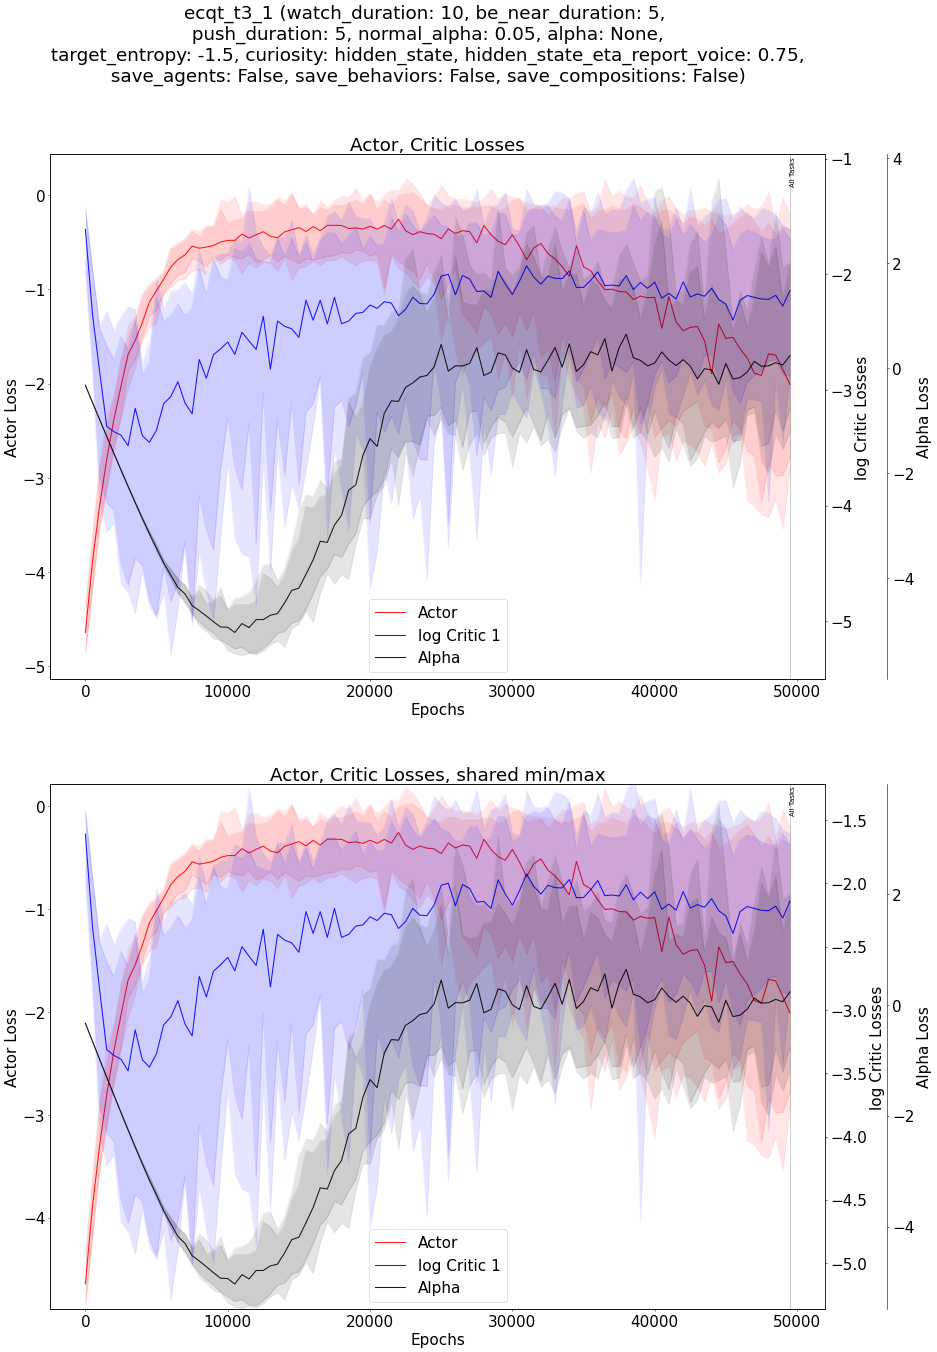 ecqt_t3_1 (watch_duration: 10, be_near_duration: 5,
push_duration: 5, normal_alpha: 0.05, alpha: None,
target_entropy: -1.5, curiosity: hidden_state, hidden_state_eta_report_voice: 0.75,
save_agents: False, save_behaviors: False, save_compositions: False)
Actor, Critic Losses
All Tasks
0
−1
−2
−3
−4
−5
Actor Loss
−1
−2
−3
−4
−5
log Critic Losses
4
2
0
−2
−4
Alpha Loss
Actor
log Critic 1
Alpha
0
10000
20000
30000
40000
50000
Epochs
Actor, Critic Losses, shared min/max
All Tasks
0
−1
−2
−3
−4
Actor Loss
−1.5
−2.0
−2.5
−3.0
−3.5
−4.0
−4.5
−5.0
log Critic Losses
2
0
−2
−4
Alpha Loss
Actor
log Critic 1
Alpha
0
10000
20000
30000
40000
50000
Epochs